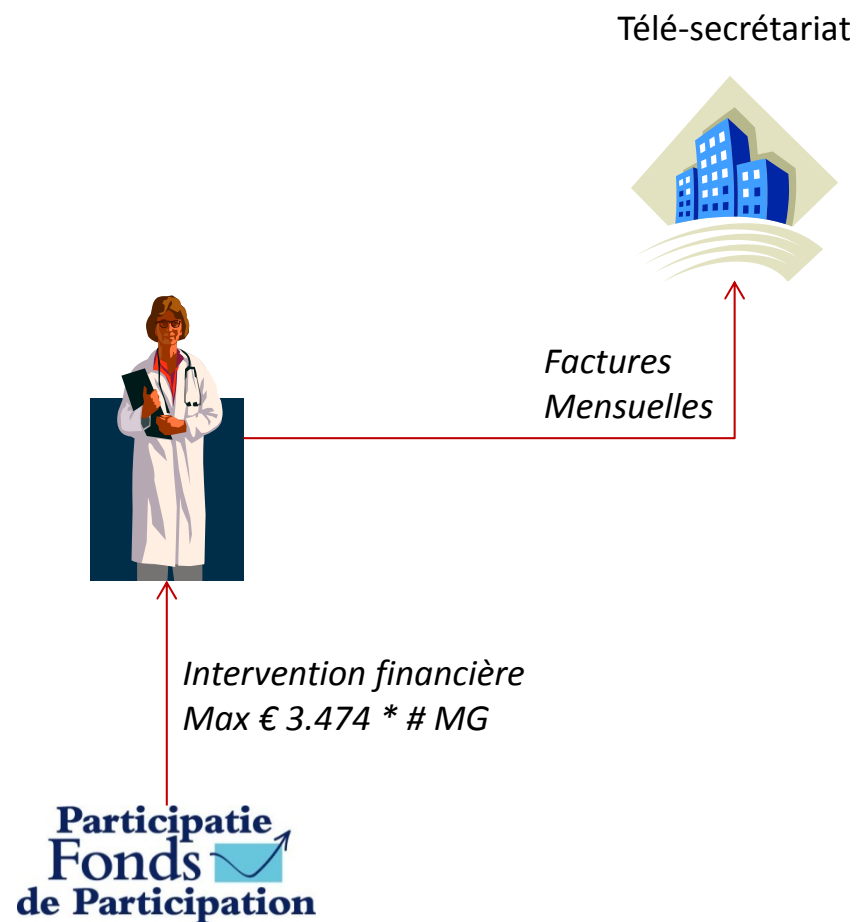 Télé-secrétariat
Factures
Mensuelles
Intervention financière
Max € 3.474 * # MG
Participatie
Fonds
de Participation